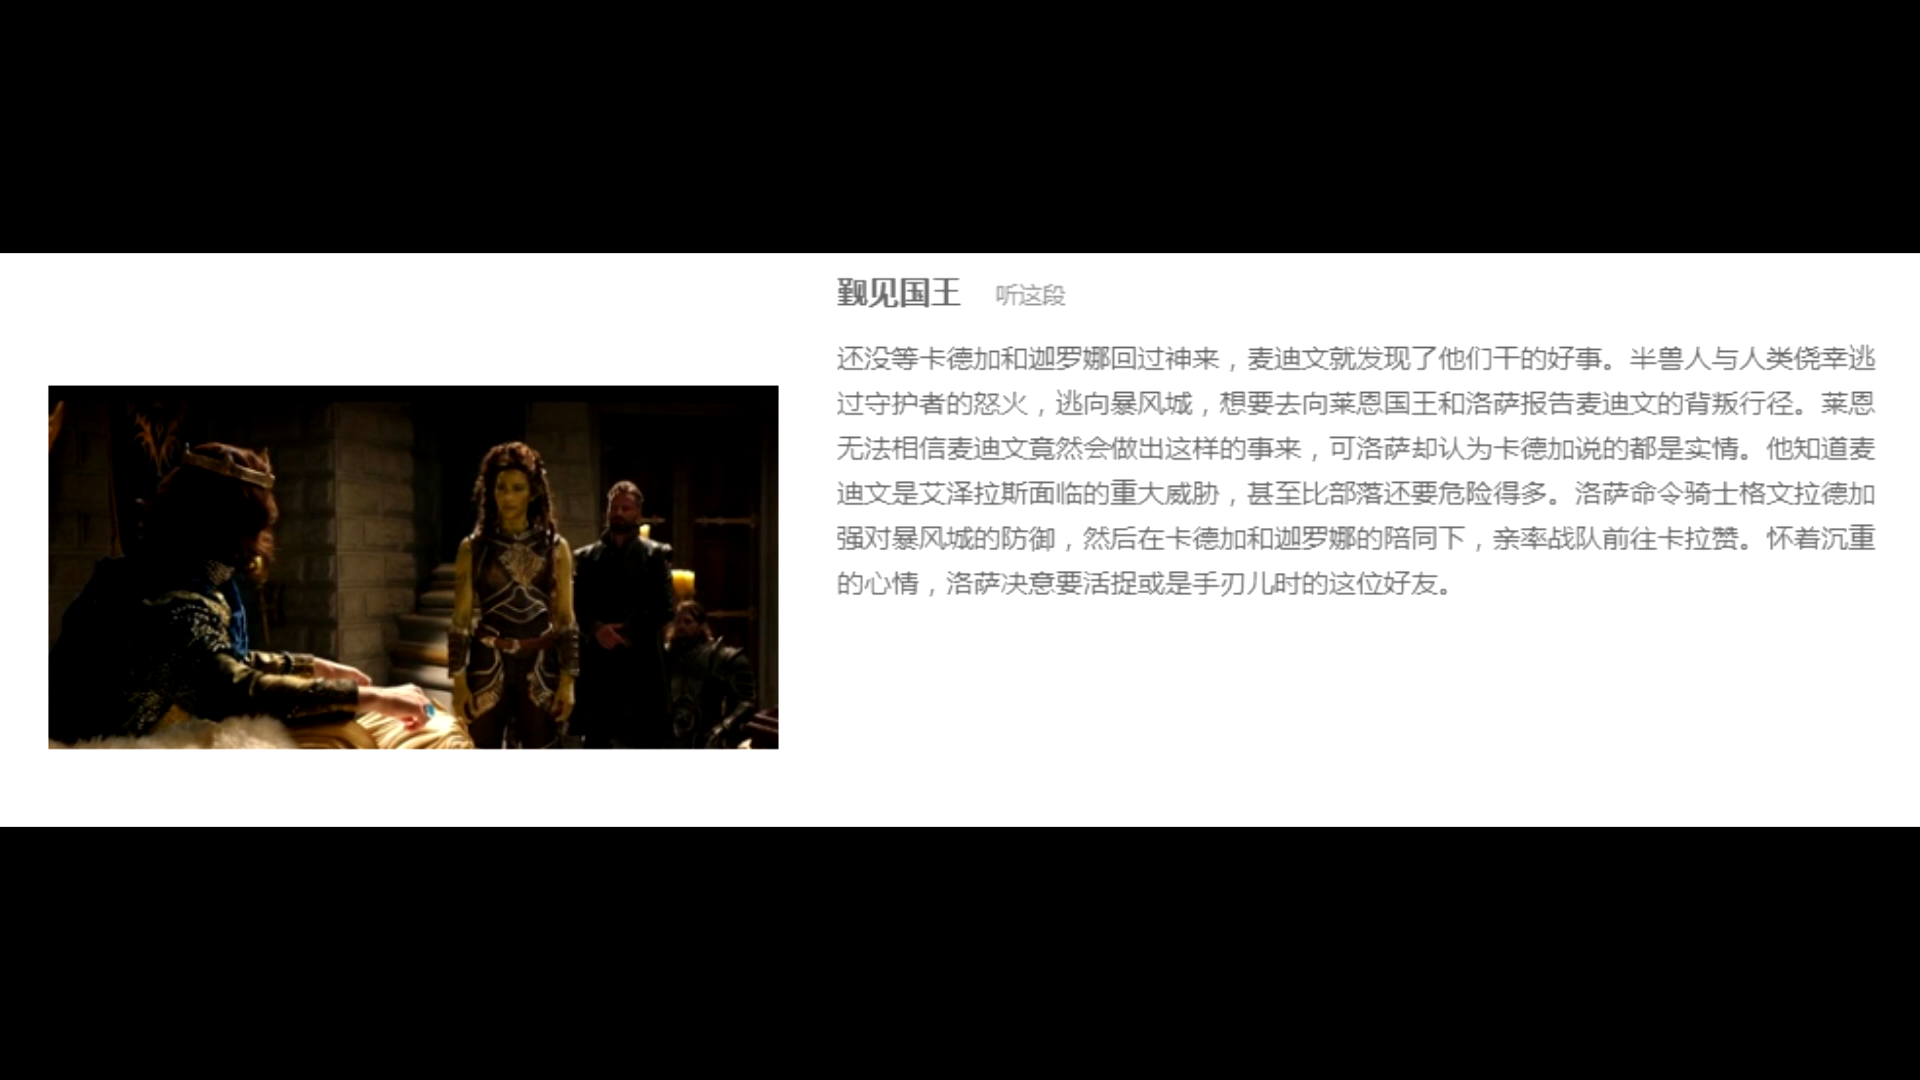 觐见国王 听这段
还没等卡德加和迦罗娜回过神来，麦迪文就发现了他们干的好事。半兽人与人类侥幸逃
过守护者的怒火，逃向暴风城，想要去向莱恩国王和洛萨报告麦迪文的背叛行径。莱恩
无法相信麦迪文竟然会做出这样的事来，可洛萨却认为卡德加说的都是实情。他知道麦
迪文是艾泽拉斯面临的重大威胁，甚至比部落还要危险得多。洛萨命令骑士格文拉德加
强对暴风城的防御，然后在卡德加和迦罗娜的陪同下，亲率战队前往卡拉赞。怀着沉重
的心情，洛萨决意要活捉或是手刃儿时的这位好友。